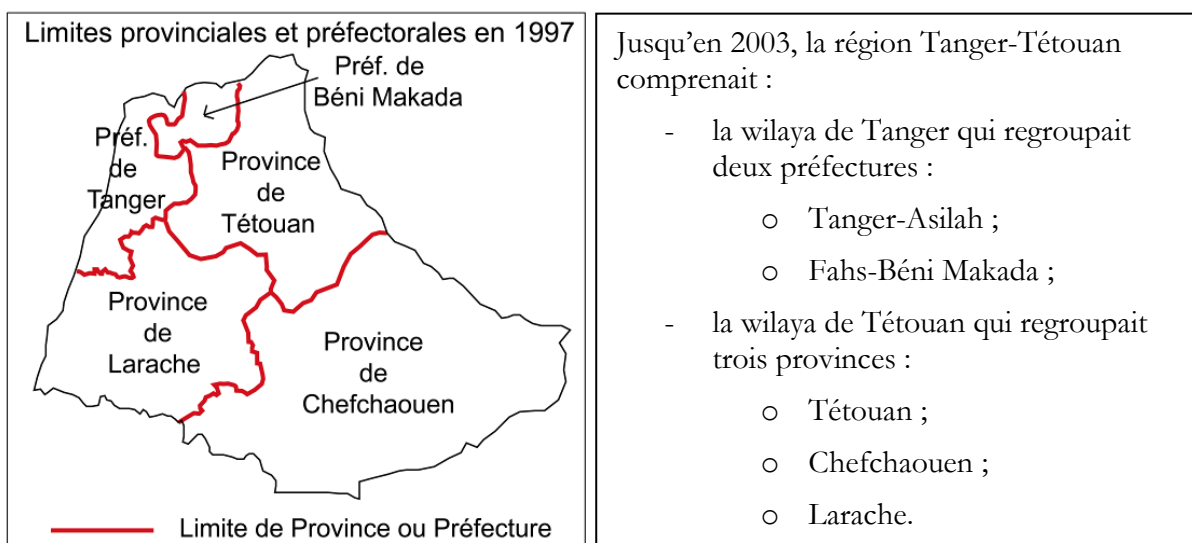 Limites provinciales et préfectorales en 1997
Préf. de
Béni Makada
Préf.
de
Tanger
Province
de
Tétouan
Province
de
Larache
Province
de
Chefchaouen
Limite de Province ou Préfecture
Jusqu’en 2003, la région Tanger-Tétouan
comprenait :
- la wilaya de Tanger qui regroupait
deux préfectures :
o Tanger-Asilah ;
o Fahs-Béni Makada ;
- la wilaya de Tétouan qui regroupait
trois provinces :
o Tétouan ;
o Chefchaouen ;
o Larache.